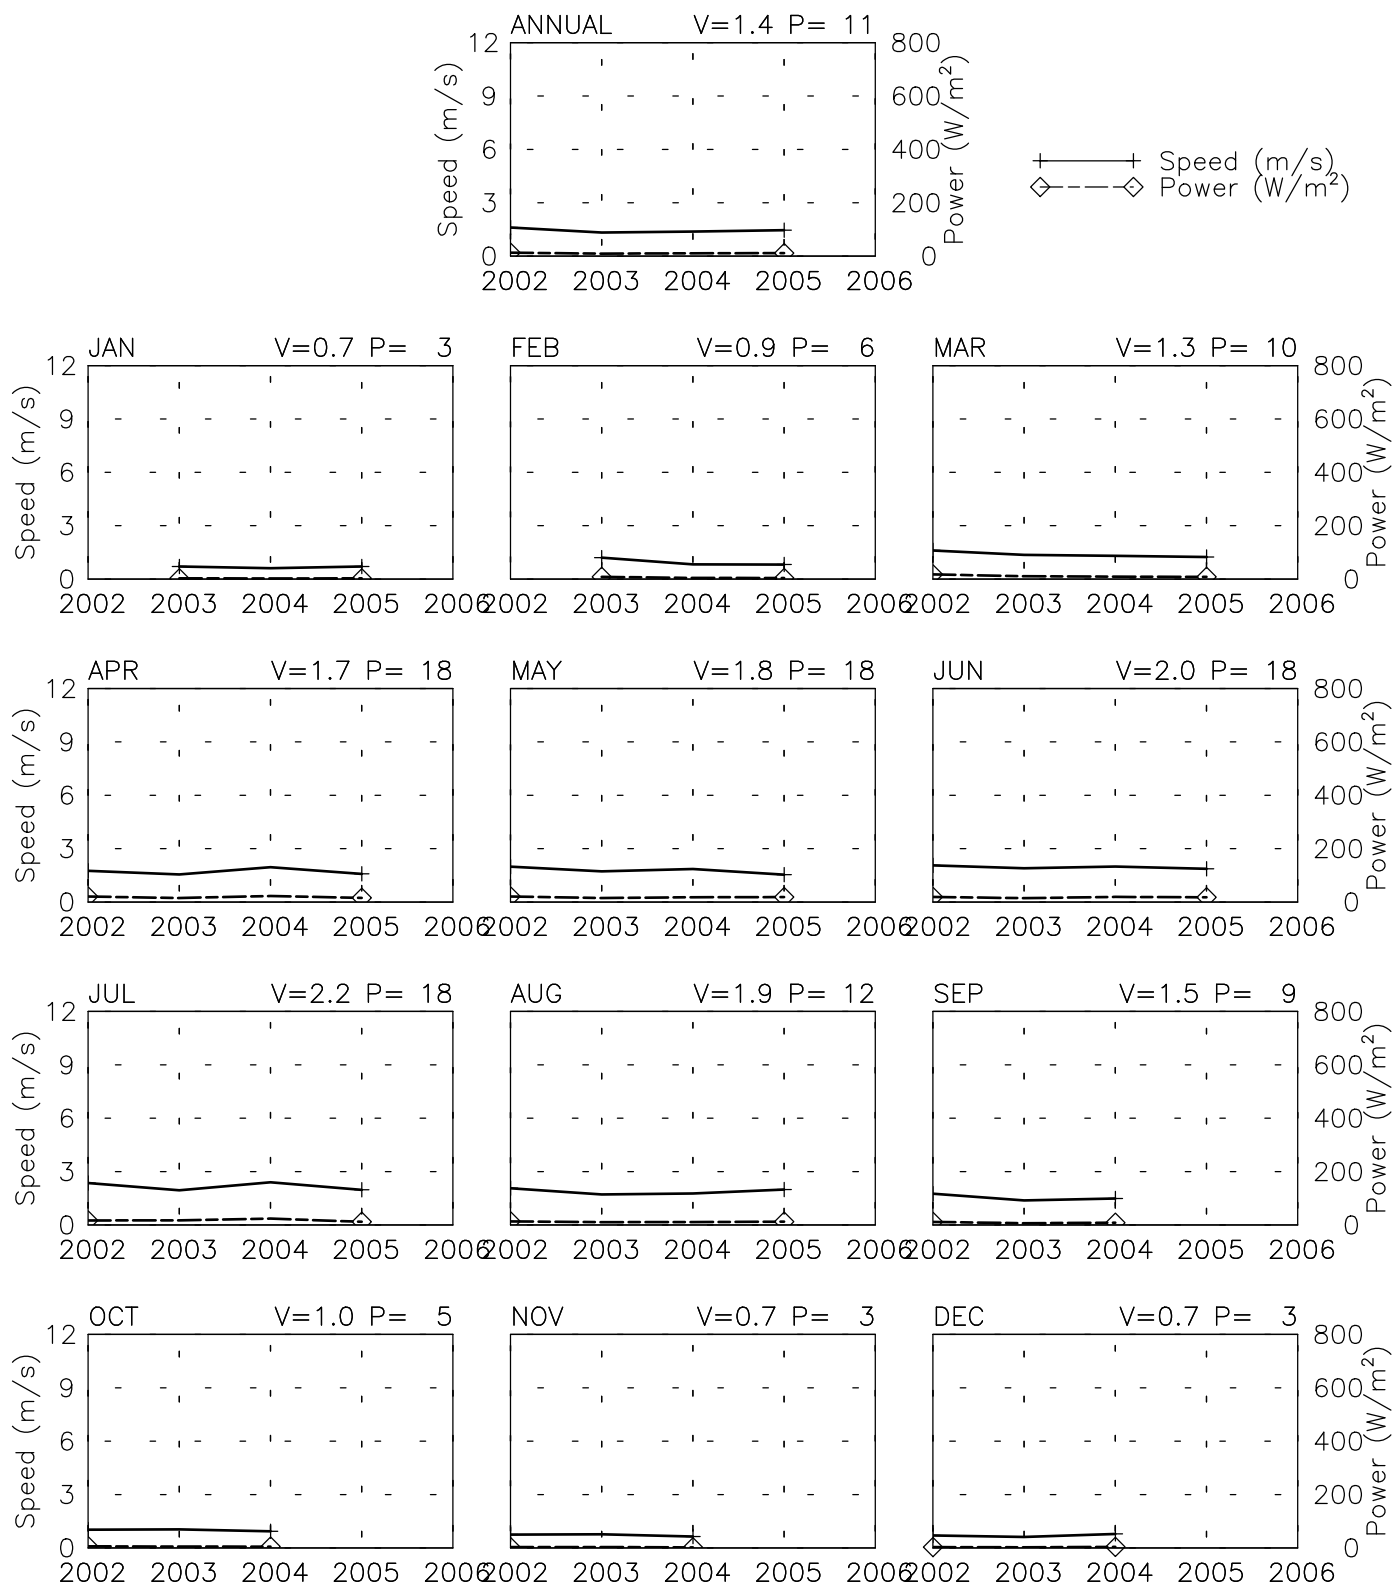 ANNUAL V=1.4 P= 11
12 800
9 600
6 400
3 200
0 0
Speed (m/s)
Power (W/m²)
2002 2003 2004 2005 2006
Speed (m/s)
Power (W/m²)
JAN V=0.7 P= 3
FEB V=0.9 P= 6
MAR V=1.3 P= 10
12 800
9 600
6 400
3 200
0 0
Speed (m/s)
Power (W/m²)
2002 2003 2004 2005 2006
2002 2003 2004 2005 2006
2002 2003 2004 2005 2006
APR V=1.7 P= 18
MAY V=1.8 P= 18
JUN V=2.0 P= 18
12 800
9 600
6 400
3 200
0 0
Speed (m/s)
Power (W/m²)
2002 2003 2004 2005 2006
2002 2003 2004 2005 2006
2002 2003 2004 2005 2006
JUL V=2.2 P= 18
AUG V=1.9 P= 12
SEP V=1.5 P= 9
12 800
9 600
6 400
3 200
0 0
Speed (m/s)
Power (W/m²)
2002 2003 2004 2005 2006
2002 2003 2004 2005 2006
2002 2003 2004 2005 2006
OCT V=1.0 P= 5
NOV V=0.7 P= 3
DEC V=0.7 P= 3
12 800
9 600
6 400
3 200
0 0
Speed (m/s)
Power (W/m²)
2002 2003 2004 2005 2006
2002 2003 2004 2005 2006
2002 2003 2004 2005 2006